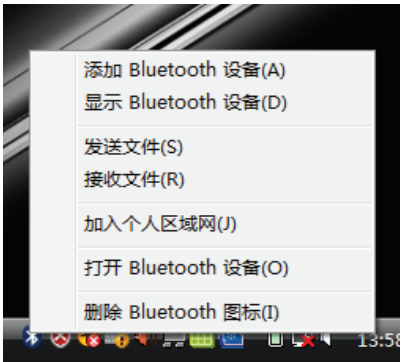 添加 Bluetooth 设备(A)
显示 Bluetooth 设备(D)
发送文件(S)
接收文件(R)
加入个人区域网(J)
打开 Bluetooth 设备(O)
删除 Bluetooth 图标(I)
13:58